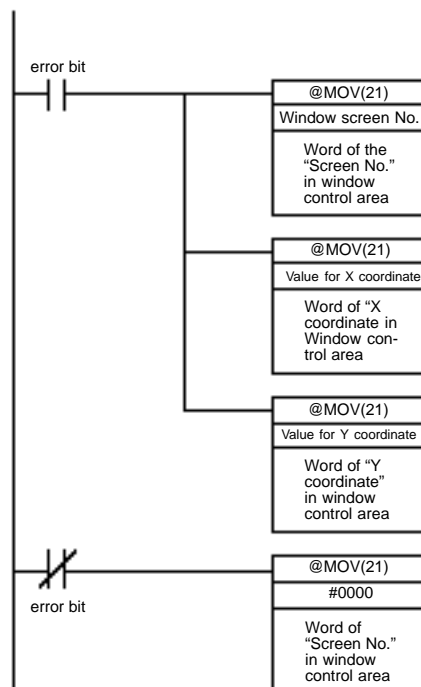 error bit
@MOV(21)
Window screen No.
Word of the
“Screen No.”
in window
control area
@MOV(21)
Value for X coordinate
Word of “X
coordinate in
Window con-
trol area
@MOV(21)
Value for Y coordinate
Word of “Y
coordinate”
in window
control area
error bit
@MOV(21)
#0000
Word of
“Screen No.”
in window
control area